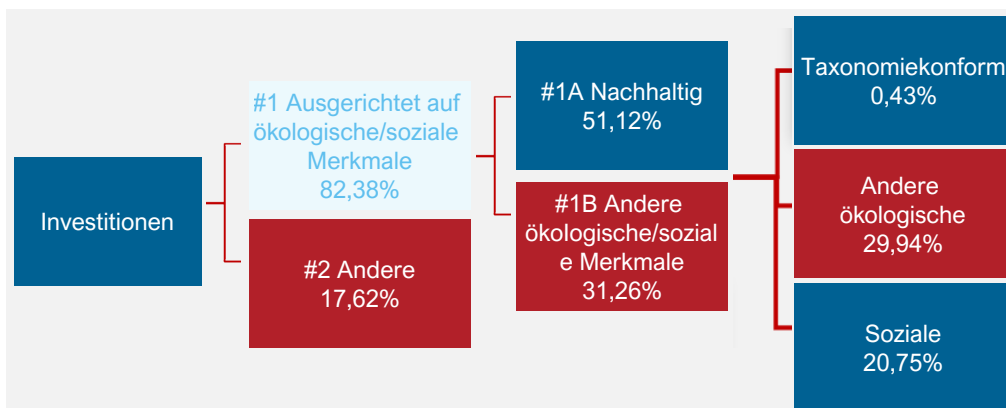 Investitionen
#1 Ausgerichtet auf
ökologische/soziale
Merkmale
82,38%
#2 Andere
17,62%
#1A Nachhaltig
51,12%
#1B Andere
ökologische/sozial
e Merkmale
31,26%
Taxonomiekonform
0,43%
Andere
ökologische
29,94%
Soziale
20,75%